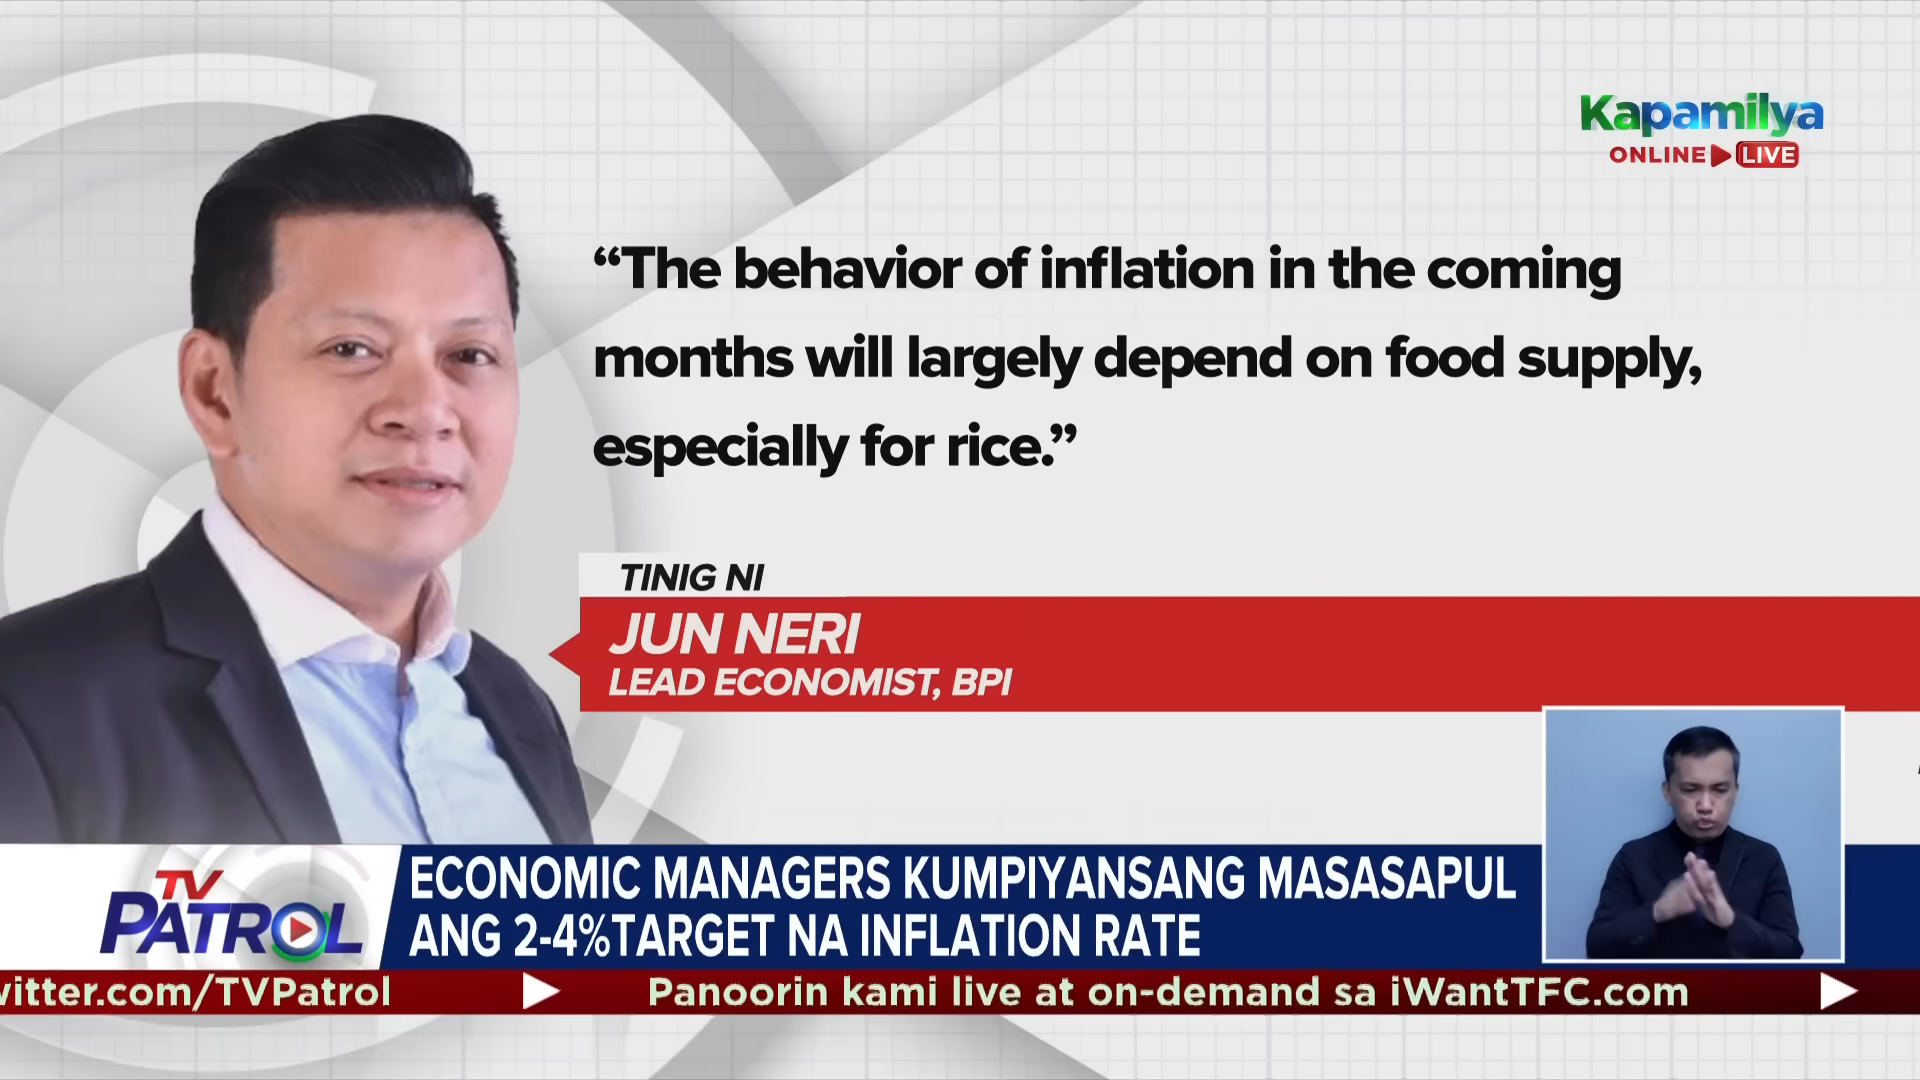 Kapamilya
ONLINE LIVE
“The behavior of inflation in the coming
months will largely depend on food supply,
especially for rice.”
TINIG NI
JUN NERI
LEAD ECONOMIST, BPI
TV
PATROL
ECONOMIC MANAGERS KUMPIYANSANG MASASAPUL
ANG 2-4%TARGET NA INFLATION RATE
witter.com/TVPatrol Panoorin kami live at on-demand sa iWantTFC.com